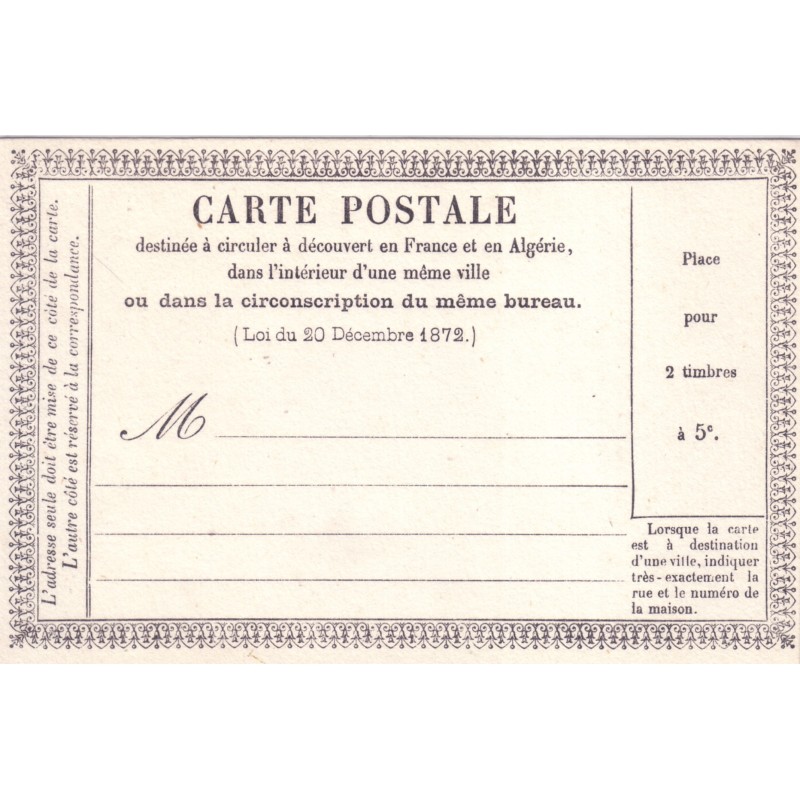 CARTE POSTALE
destinée à circuler à découvert en France et en Algérie,
dans l'intérieur d'une même ville
ou dans la circonscription du même bureau.
(Loi du 20 Décembre 1872.)
M
Place
pour
2 timbres
à 5c.
Lorsque la carte
est à destination
d'une ville, indiquer
très-exactement la
rue et le numéro de
la maison.
L'adresse seule doit être mise de ce côté de la carte.
L'autre côté est réservé à la correspondance.